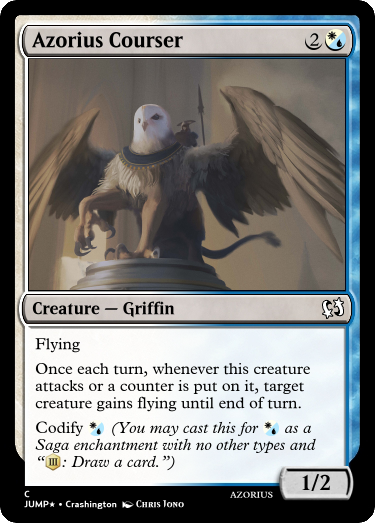 Azorius Courser 2
Creature — Griffin
Flying
Once each turn, whenever this creature
attacks or a counter is put on it, target
creature gains flying until end of turn.
Codify (You may cast this for as a
Saga enchantment with no other types and
“III: Draw a card.”)
1/2
C
JUMP★ • Crashington Chris Jono
AZORIUS